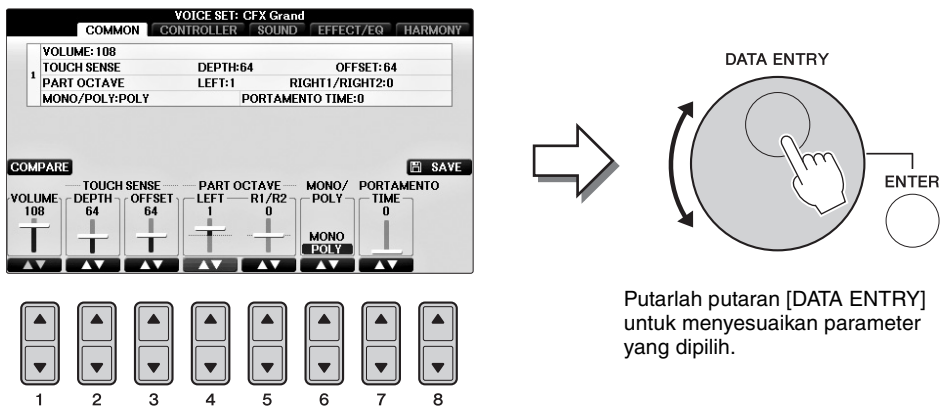 VOICE SET: CFX Grand
COMMON CONTROLLER SOUND EFFECT/EQ HARMONY
VOLUME: 108
TOUCH SENSE DEPTH:64 OFFSET:64
1 PART OCTAVE LEFT:1 RIGHT1/RIGHT2:0
MONO/POLY:POLY PORTAMENTO TIME:0
COMPARE SAVE
TOUCH SENSE PART OCTAVE MONO/ PORTAMENTO
VOLUME DEPTH OFFSET LEFT R1/R2 POLY TIME
108 64 64 1 0 0
MONO
POLY
1 2 3 4 5 6 7 8
DATA ENTRY
ENTER
Putarlah putaran [DATA ENTRY]
untuk menyesuaikan parameter
yang dipilih.